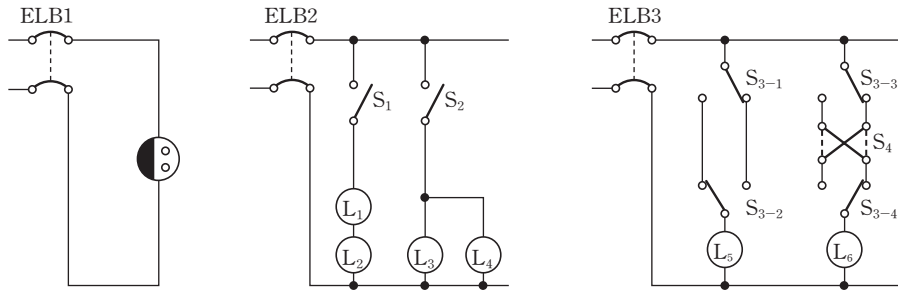 ELB1
ELB2
ELB3
S₁
S₂
L₁
L₂
L₃
L₄
S₃₋₁
S₃₋₃
S₄
S₃₋₂
S₃₋₄
L₅
L₆